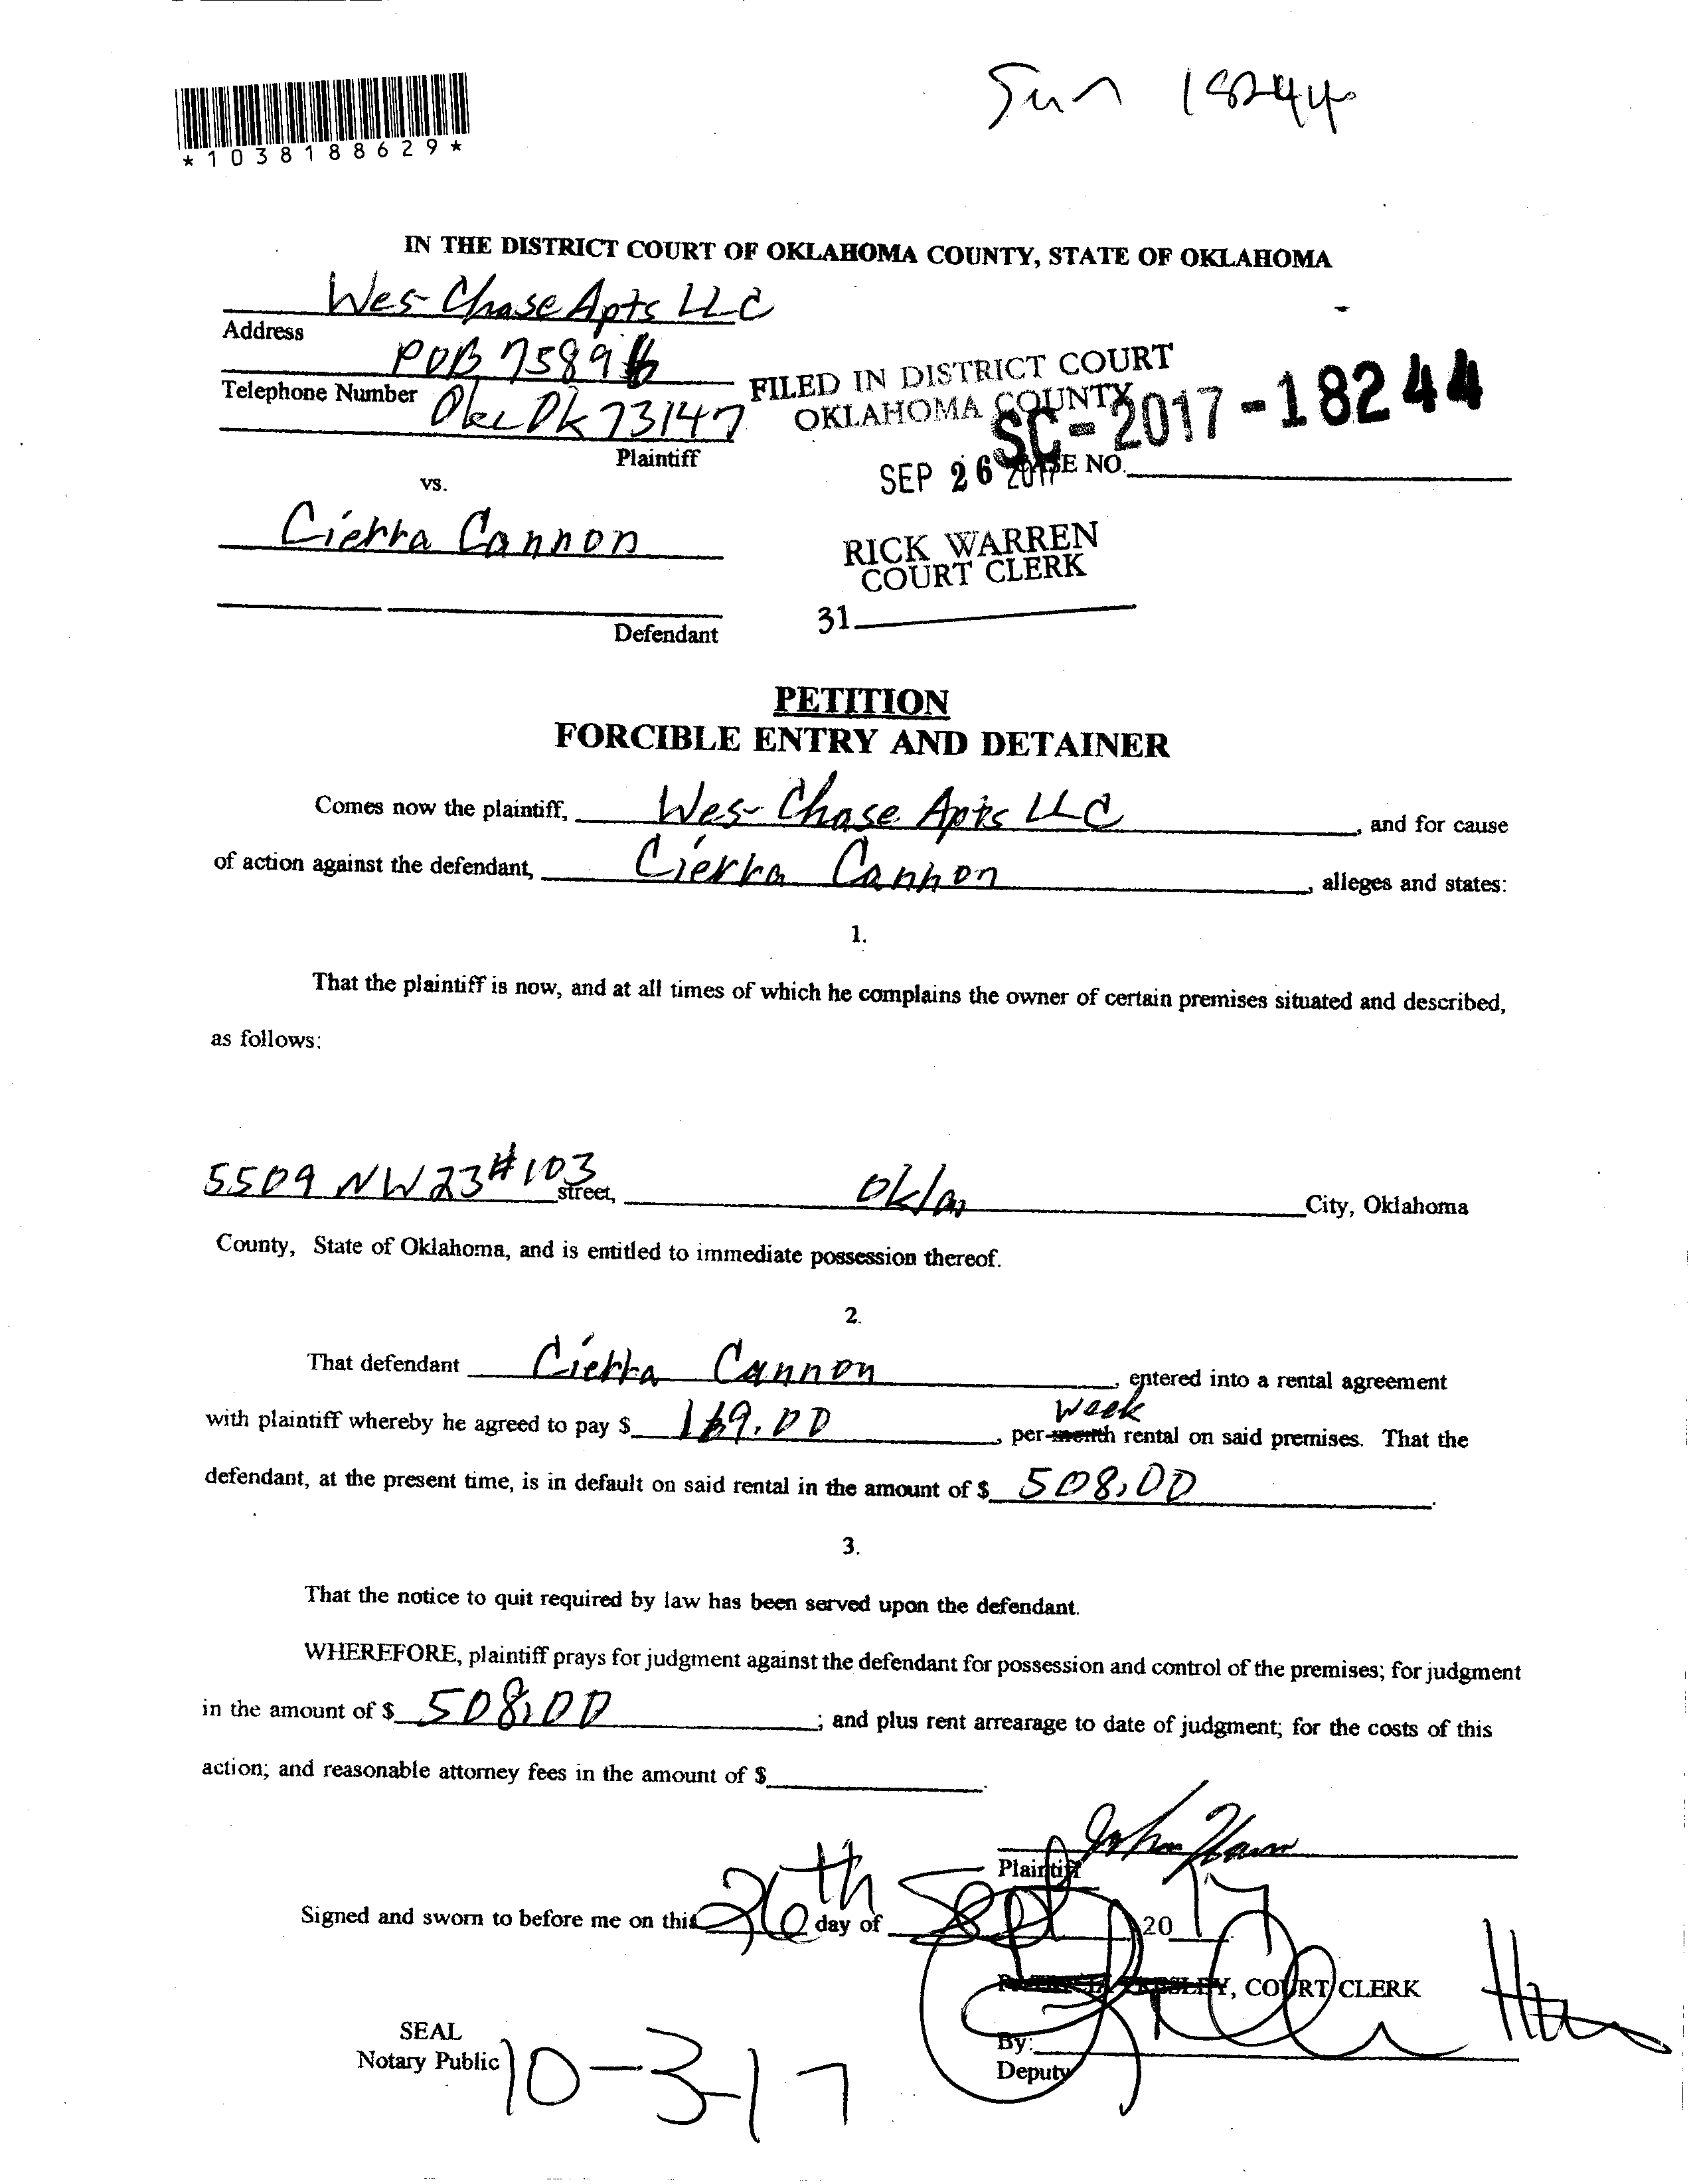 Sun 18244
*1038188629*
IN THE DISTRICT COURT OF OKLAHOMA COUNTY, STATE OF OKLAHOMA
Wes-Chase Apts LLC
Address
POB 75896
Telephone Number
Okc Ok 73147
Plaintiff
FILED IN DISTRICT COURT
OKLAHOMA COUNTY
SC-2017-18244
SEP 26 2017
CASE NO.
vs.
Cierra Cannon
RICK WARREN
COURT CLERK
31
Defendant
PETITION
FORCIBLE ENTRY AND DETAINER
Comes now the plaintiff, Wes-Chase Apts LLC, and for cause
of action against the defendant, Cierra Cannon, alleges and states:
1.
That the plaintiff is now, and at all times of which he complains the owner of certain premises situated and described,
as follows:
5509 NW 23 #103 street, Okla City, Oklahoma
County, State of Oklahoma, and is entitled to immediate possession thereof.
2.
That defendant Cierra Cannon, entered into a rental agreement
with plaintiff whereby he agreed to pay $ 169.00, per month week rental on said premises. That the
defendant, at the present time, is in default on said rental in the amount of $ 508.00.
3.
That the notice to quit required by law has been served upon the defendant.
WHEREFORE, plaintiff prays for judgment against the defendant for possession and control of the premises; for judgment
in the amount of $ 508.00; and plus rent arrearage to date of judgment; for the costs of this
action; and reasonable attorney fees in the amount of $.
John
Plaintiff
Signed and sworn to before me on this 26th day of Sept 2017
, COURT CLERK
SEAL
By:
Notary Public
Deputy
10-3-17